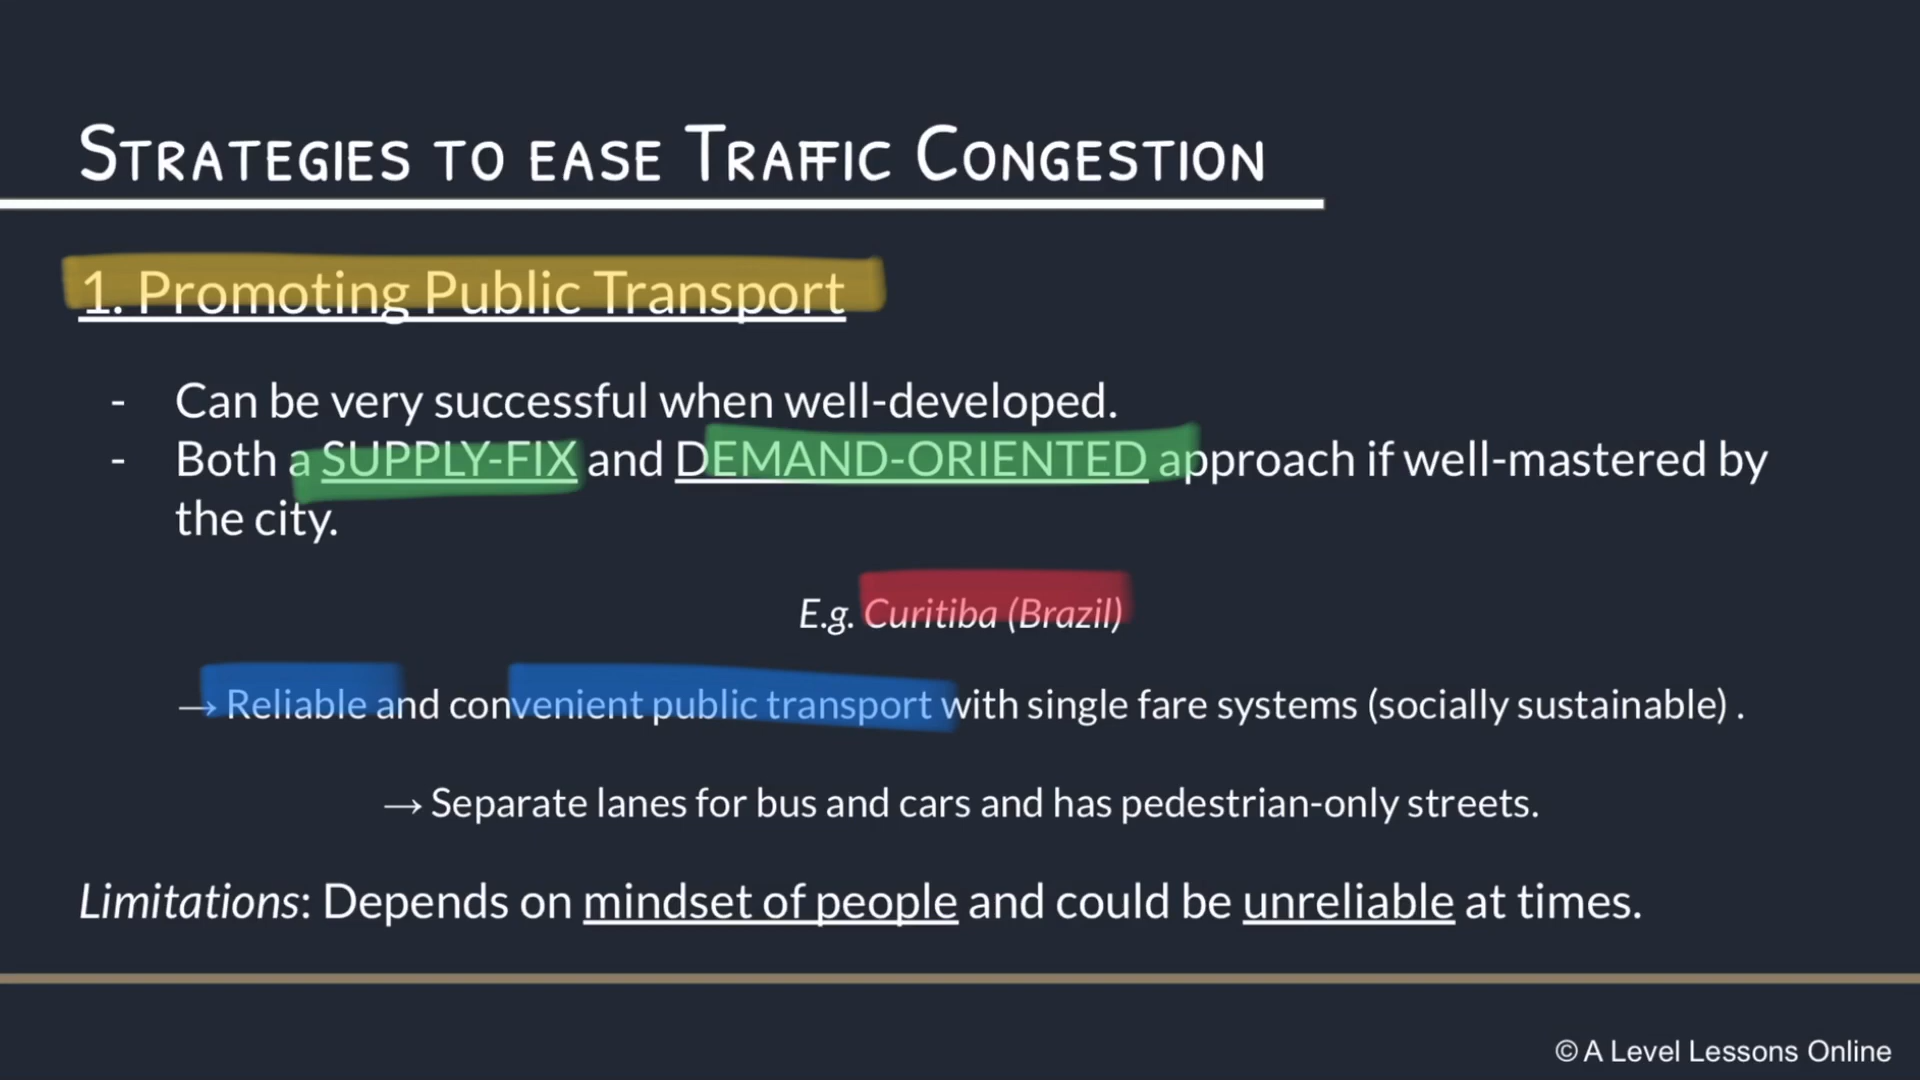 Strategies to ease Traffic Congestion
1. Promoting Public Transport
- Can be very successful when well-developed.
- Both a SUPPLY-FIX and DEMAND-ORIENTED approach if well-mastered by
the city.
E.g. Curitiba (Brazil)
→ Reliable and convenient public transport with single fare systems (socially sustainable) .
→ Separate lanes for bus and cars and has pedestrian-only streets.
Limitations: Depends on mindset of people and could be unreliable at times.
© A Level Lessons Online